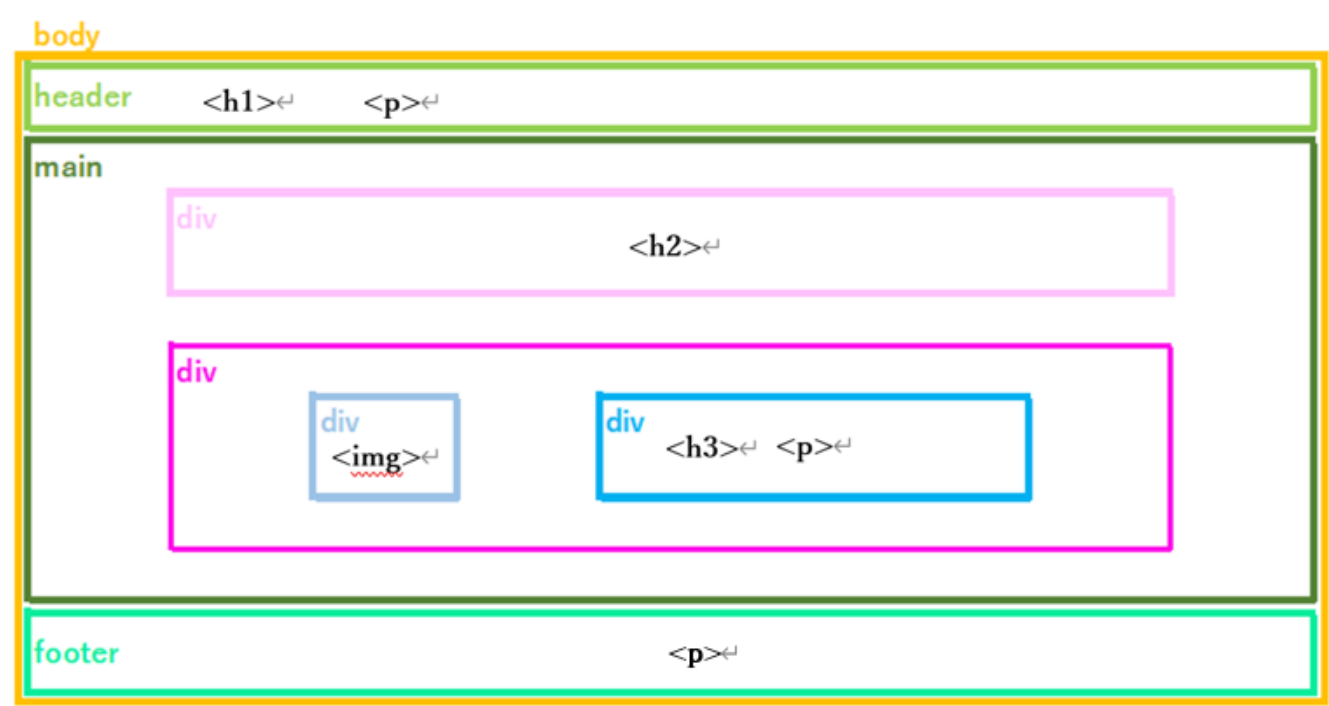 body
header <h1>↵ <p>↵
main
div
<h2>↵
div
div
<img>↵
div
<h3>↵ <p>↵
footer <p>↵